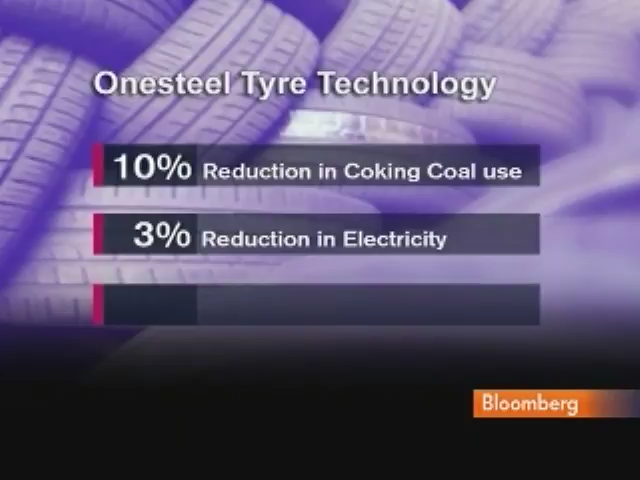 Onesteel Tyre Technology
10% Reduction in Coking Coal use
3% Reduction in Electricity
Bloomberg